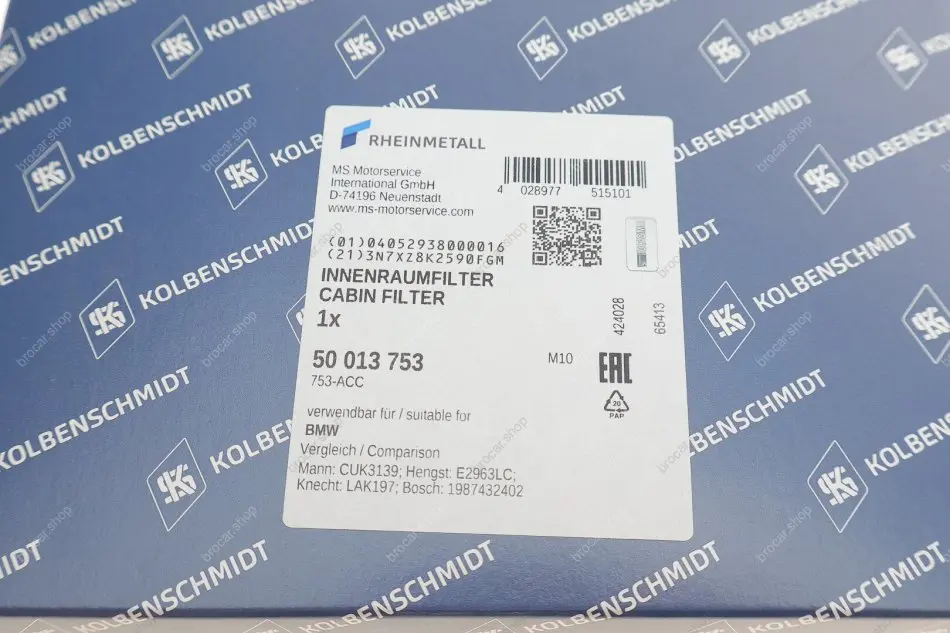 KOLBENSCHMIDT
RHEINMETALL
MS Motorservice
International GmbH
D-74196 Neuenstadt
www.ms-motorservice.com
4 028977 515101
(01)04052938000016
(21)3N7XZ8K2590FGM
INNENRAUMFILTER
CABIN FILTER
1x
424028
65413
50 013 753
M10
EAC
753-ACC
20
PAP
verwendbar für / suitable for
BMW
Vergleich / Comparison
Mann: CUK3139; Hengst: E2963LC;
Knecht: LAK197; Bosch: 1987432402
brocar.shop